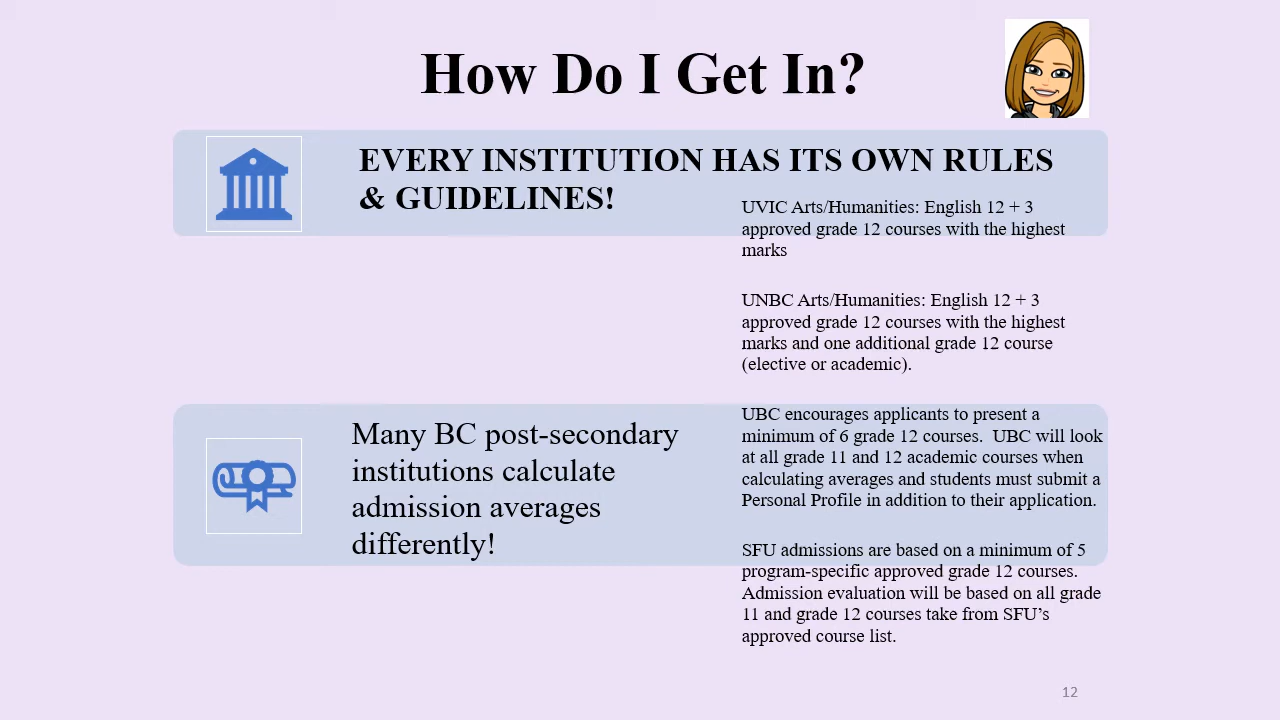 How Do I Get In?
EVERY INSTITUTION HAS ITS OWN RULES
& GUIDELINES!
UVIC Arts/Humanities: English 12 + 3
approved grade 12 courses with the highest
marks
UNBC Arts/Humanities: English 12 + 3
approved grade 12 courses with the highest
marks and one additional grade 12 course
(elective or academic).
Many BC post-secondary
institutions calculate
admission averages
differently!
UBC encourages applicants to present a
minimum of 6 grade 12 courses.  UBC will look
at all grade 11 and 12 academic courses when
calculating averages and students must submit a
Personal Profile in addition to their application.
SFU admissions are based on a minimum of 5
program-specific approved grade 12 courses.
Admission evaluation will be based on all grade
11 and grade 12 courses take from SFU’s
approved course list.
12